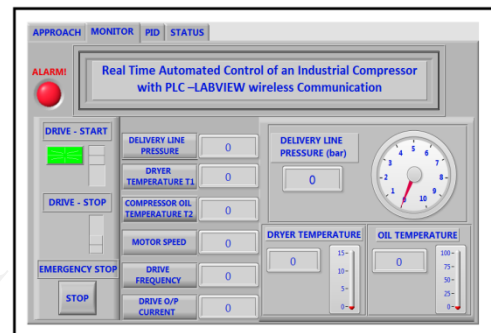 APPROACH MONITOR PID STATUS
ALARM!
Real Time Automated Control of an Industrial Compressor
with PLC –LABVIEW wireless Communication
DRIVE - START
DRIVE - STOP
EMERGENCY STOP
STOP
DELIVERY LINE
PRESSURE
0
DRYER
TEMPERATURE T1
0
COMPRESSOR OIL
TEMPERATURE T2
0
MOTOR SPEED
0
DRIVE
FREQUENCY
0
DRIVE O/P
CURRENT
0
DELIVERY LINE
PRESSURE (bar)
0
0 1 2 3 4 5 6 7 8 9 10
DRYER TEMPERATURE
0
15-
10-
5-
0-
OIL TEMPERATURE
0
100-
75-
50-
25-
0-